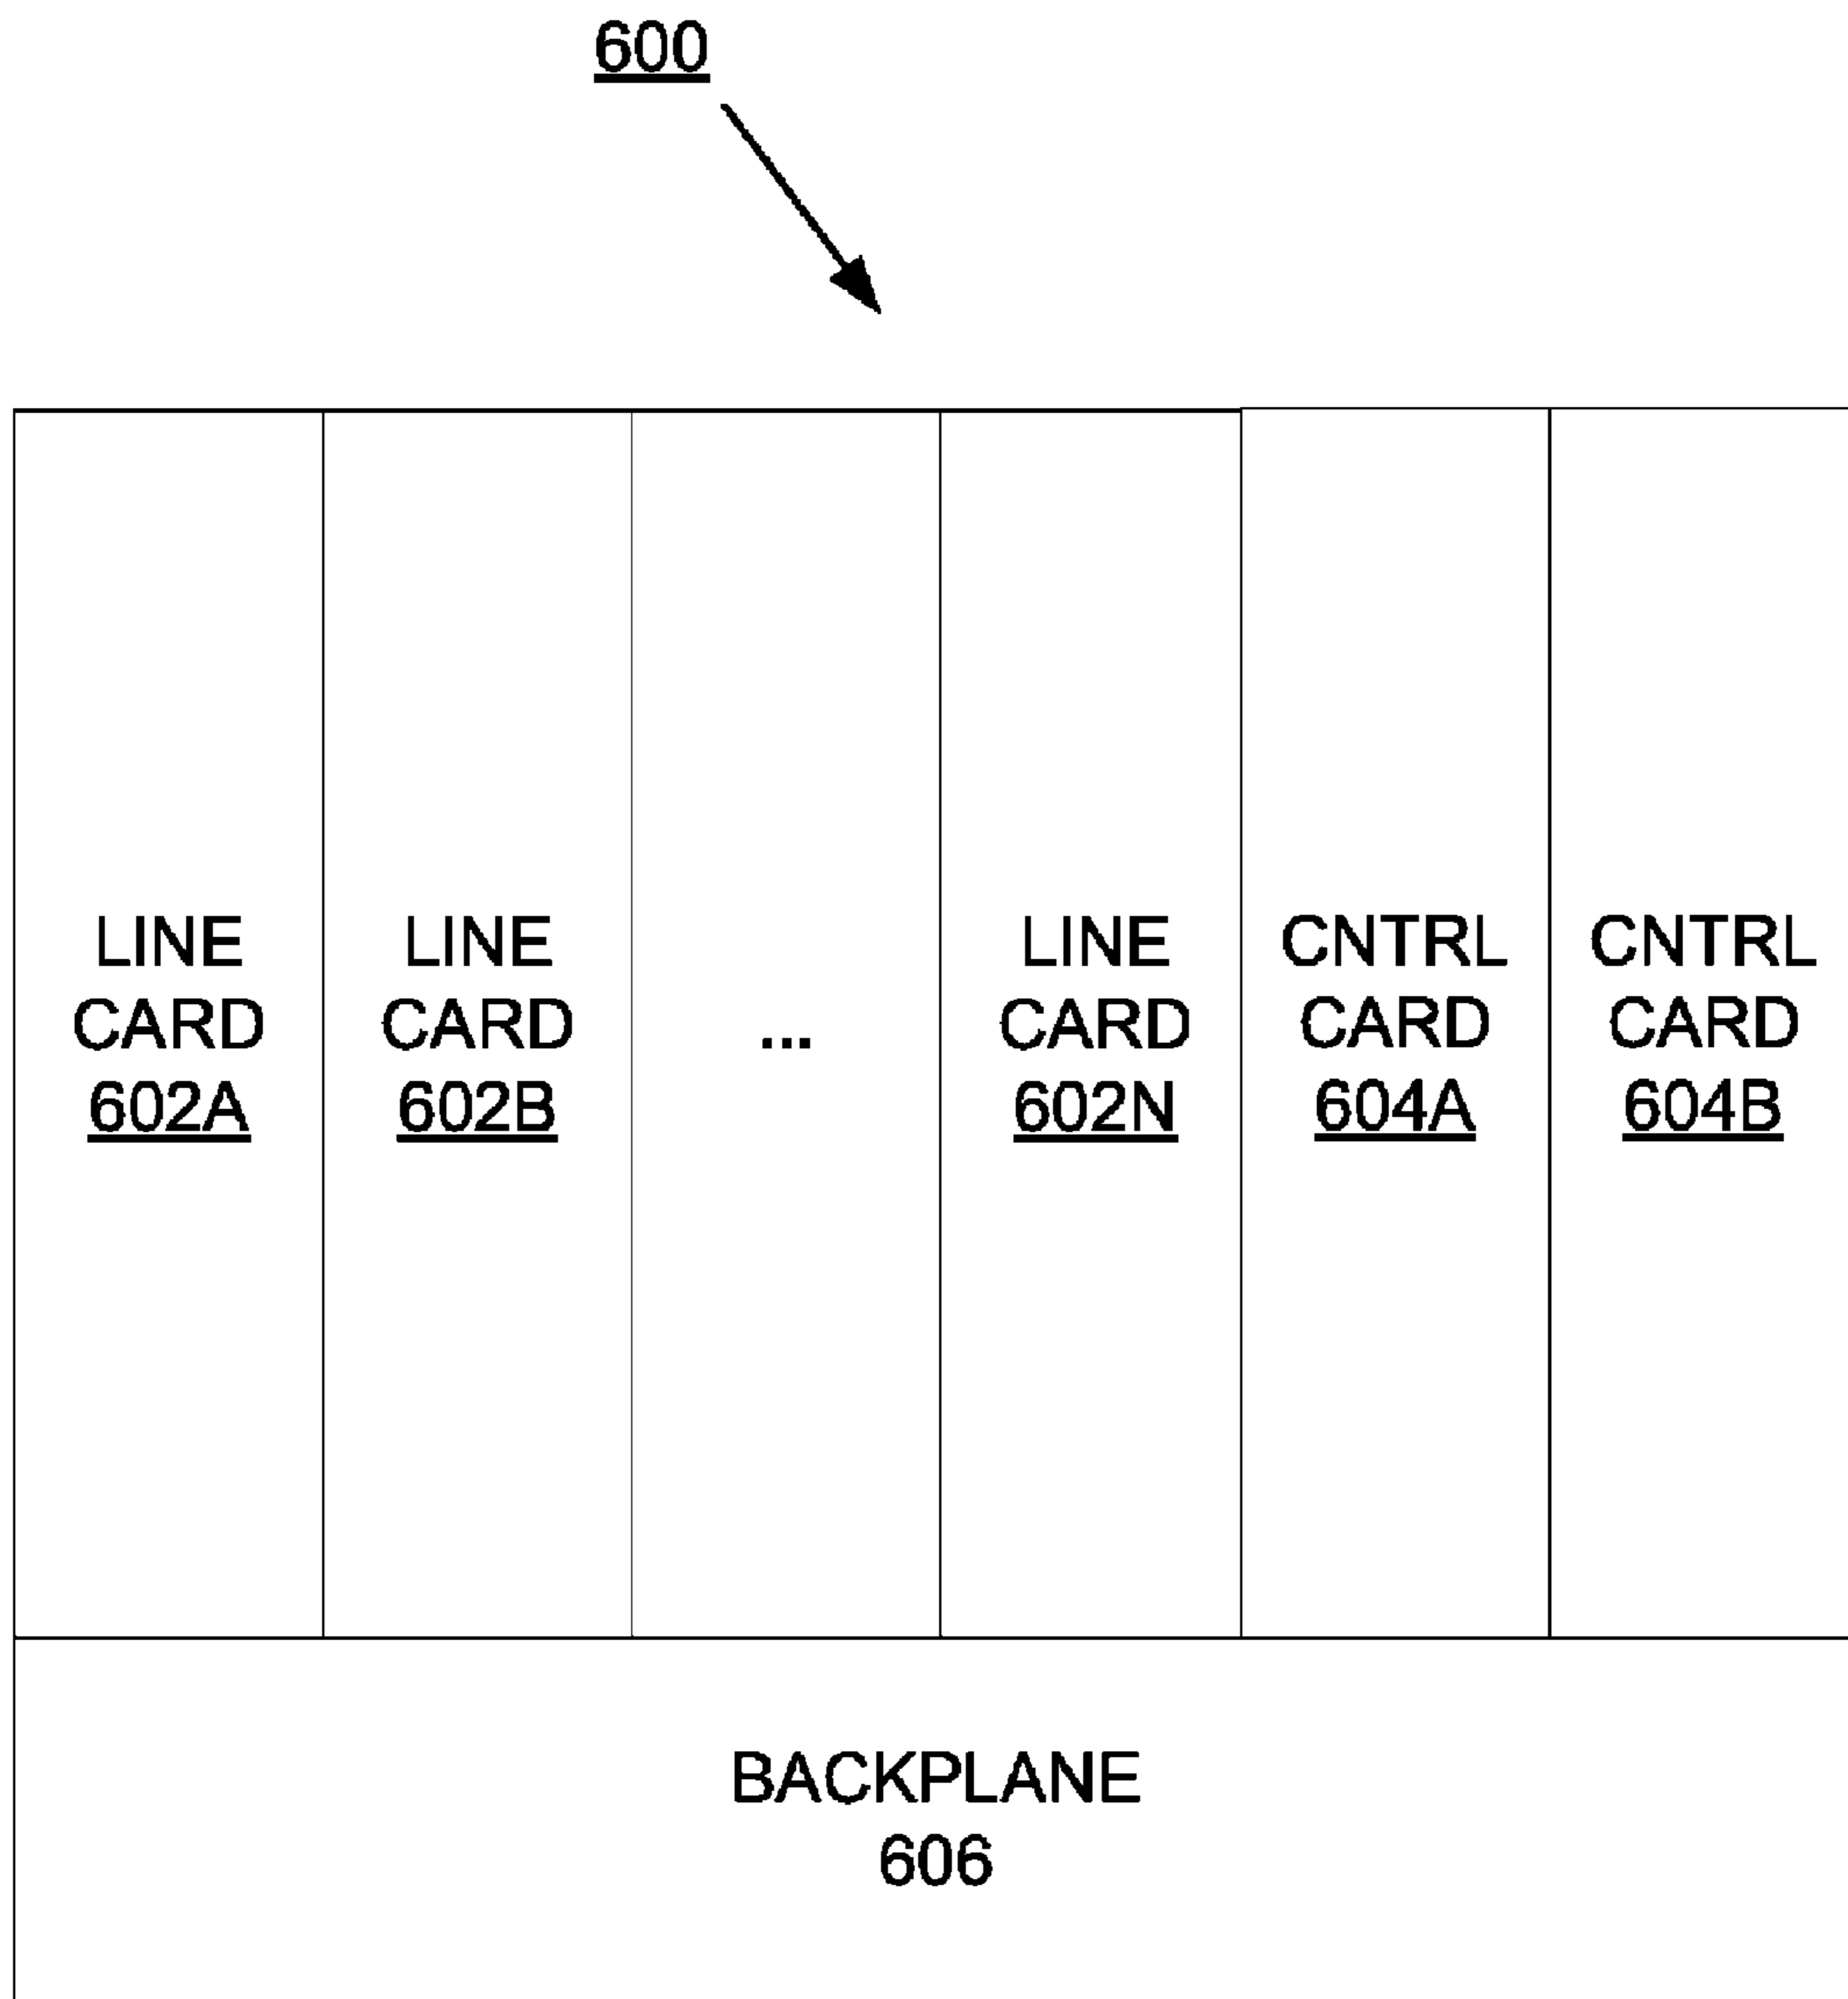 600
LINE
CARD
602A
LINE
CARD
602B
...
LINE
CARD
602N
CNTRL
CARD
604A
CNTRL
CARD
604B
BACKPLANE
606